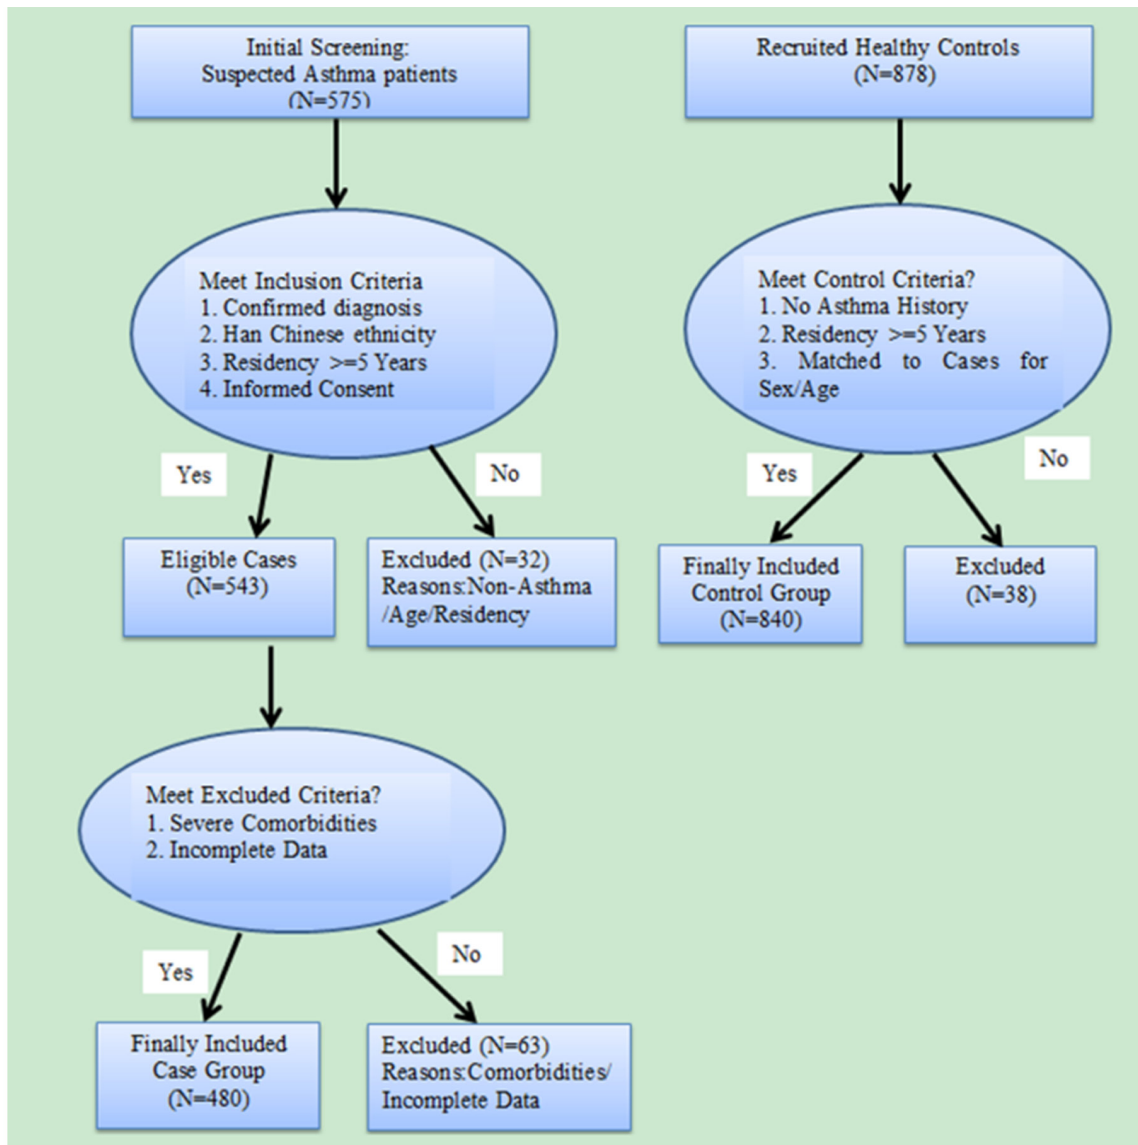 Initial Screening:
Suspected Asthma patients
(N=575)
Recruited Healthy Controls
(N=878)
Meet Inclusion Criteria
1. Confirmed diagnosis
2. Han Chinese ethnicity
3. Residency >=5 Years
4. Informed Consent
Meet Control Criteria?
1. No Asthma History
2. Residency >=5 Years
3. Matched to Cases for
Sex/Age
Yes
No
Yes
No
Eligible Cases
(N=543)
Excluded (N=32)
Reasons:Non-Asthma
/Age/Residency
Finally Included
Control Group
(N=840)
Excluded
(N=38)
Meet Excluded Criteria?
1. Severe Comorbidities
2. Incomplete Data
Yes
No
Finally Included
Case Group
(N=480)
Excluded (N=63)
Reasons:Comorbidities/
Incomplete Data